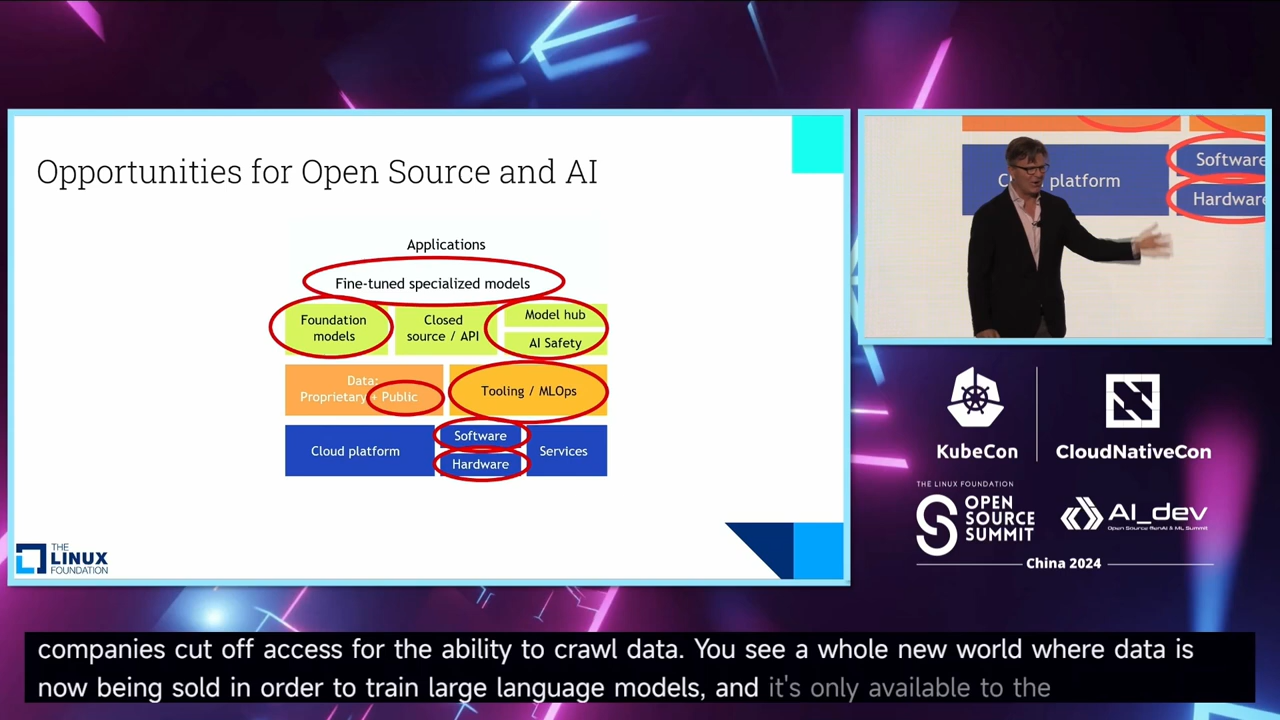 Opportunities for Open Source and AI
Applications
Fine-tuned specialized models
Foundation
models
Closed
source / API
Model hub
AI Safety
Data:
Proprietary + Public
Tooling / MLOps
Cloud platform
Software
Hardware
Services
THE
LINUX
FOUNDATION
platform
Software
Hardware
KubeCon
CloudNativeCon
THE LINUX FOUNDATION
OPEN
SOURCE
SUMMIT
AI_dev
Open Source GenAI & ML Summit
China 2024
companies cut off access for the ability to crawl data. You see a whole new world where data is
now being sold in order to train large language models, and it's only available to the